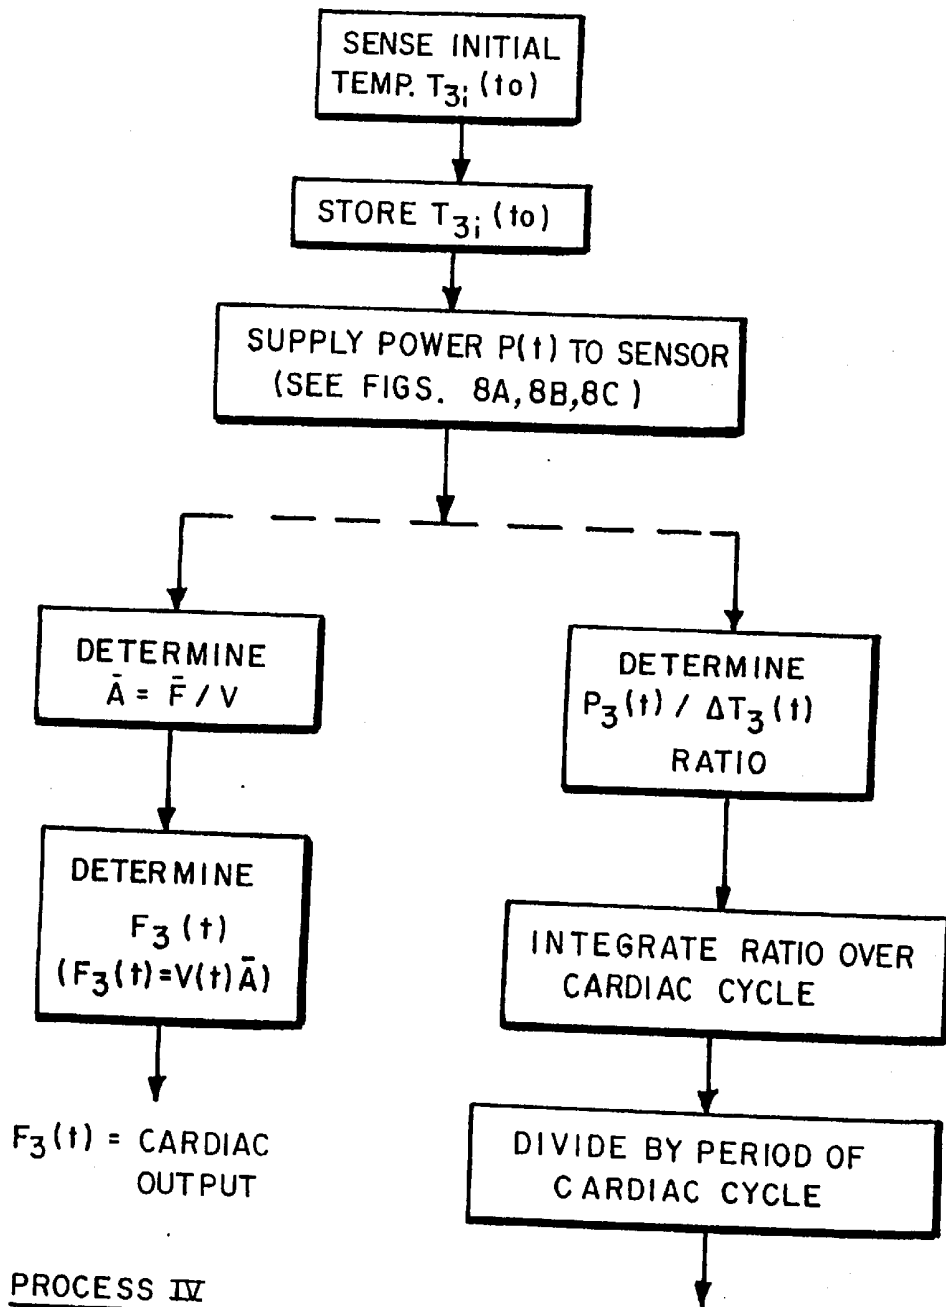 SENSE INITIAL
TEMP. T3i (to)
STORE T3i (to)
SUPPLY POWER P(t) TO SENSOR
(SEE FIGS. 8A,8B,8C)
DETERMINE
Ā = F̄ / V
DETERMINE
F3 (t)
(F3(t)=V(t)Ā)
F3(t) = CARDIAC
OUTPUT
DETERMINE
P3(t) / ΔT3(t)
RATIO
INTEGRATE RATIO OVER
CARDIAC CYCLE
DIVIDE BY PERIOD OF
CARDIAC CYCLE
PROCESS IV